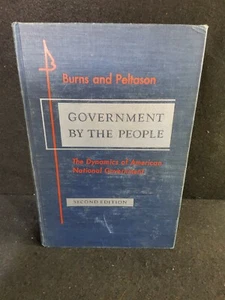 Burns and Peltason
GOVERNMENT
BY THE PEOPLE
The Dynamics of American
National Government
SECOND EDITION